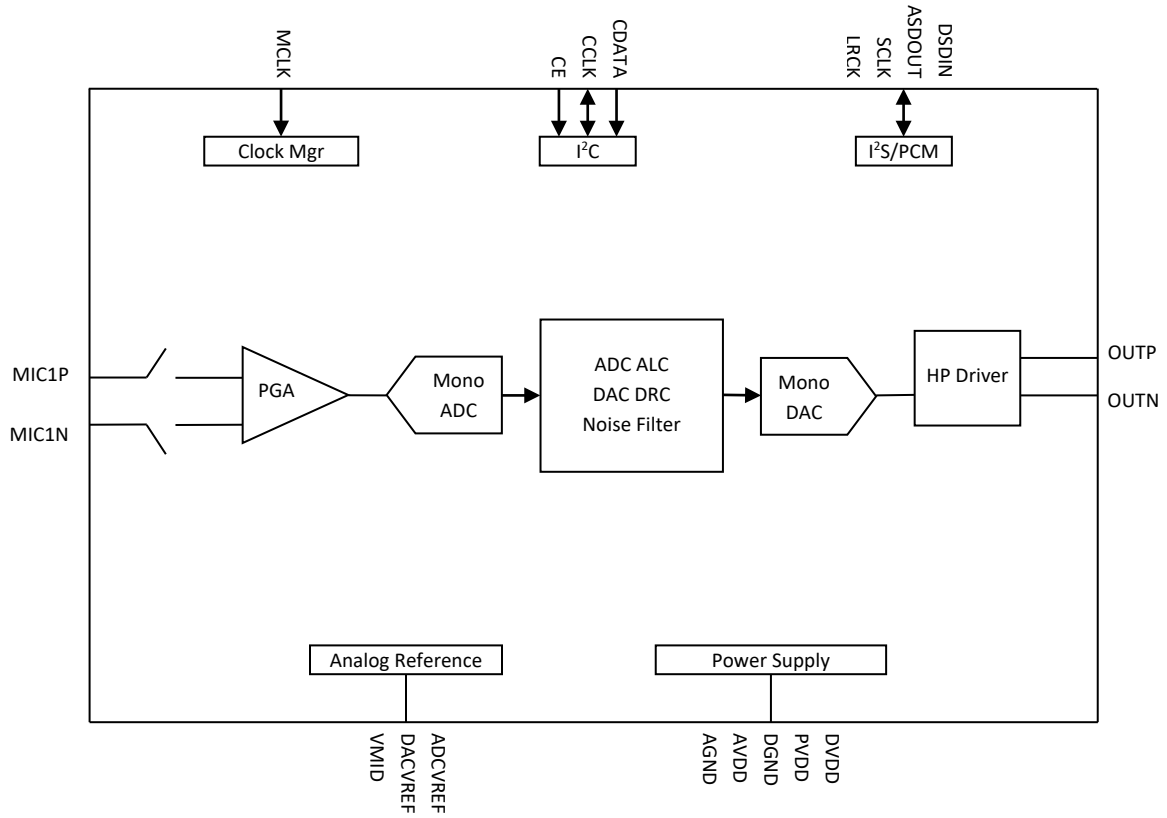 MCLK
CE
CCLK
CDATA
LRCK
SCLK
ASDOUT
DSDIN
Clock Mgr
I²C
I²S/PCM
MIC1P
MIC1N
PGA
Mono
ADC
ADC ALC
DAC DRC
Noise Filter
Mono
DAC
HP Driver
OUTP
OUTN
Analog Reference
Power Supply
VMID
DACVREF
ADCVREF
AGND
AVDD
DGND
PVDD
DVDD